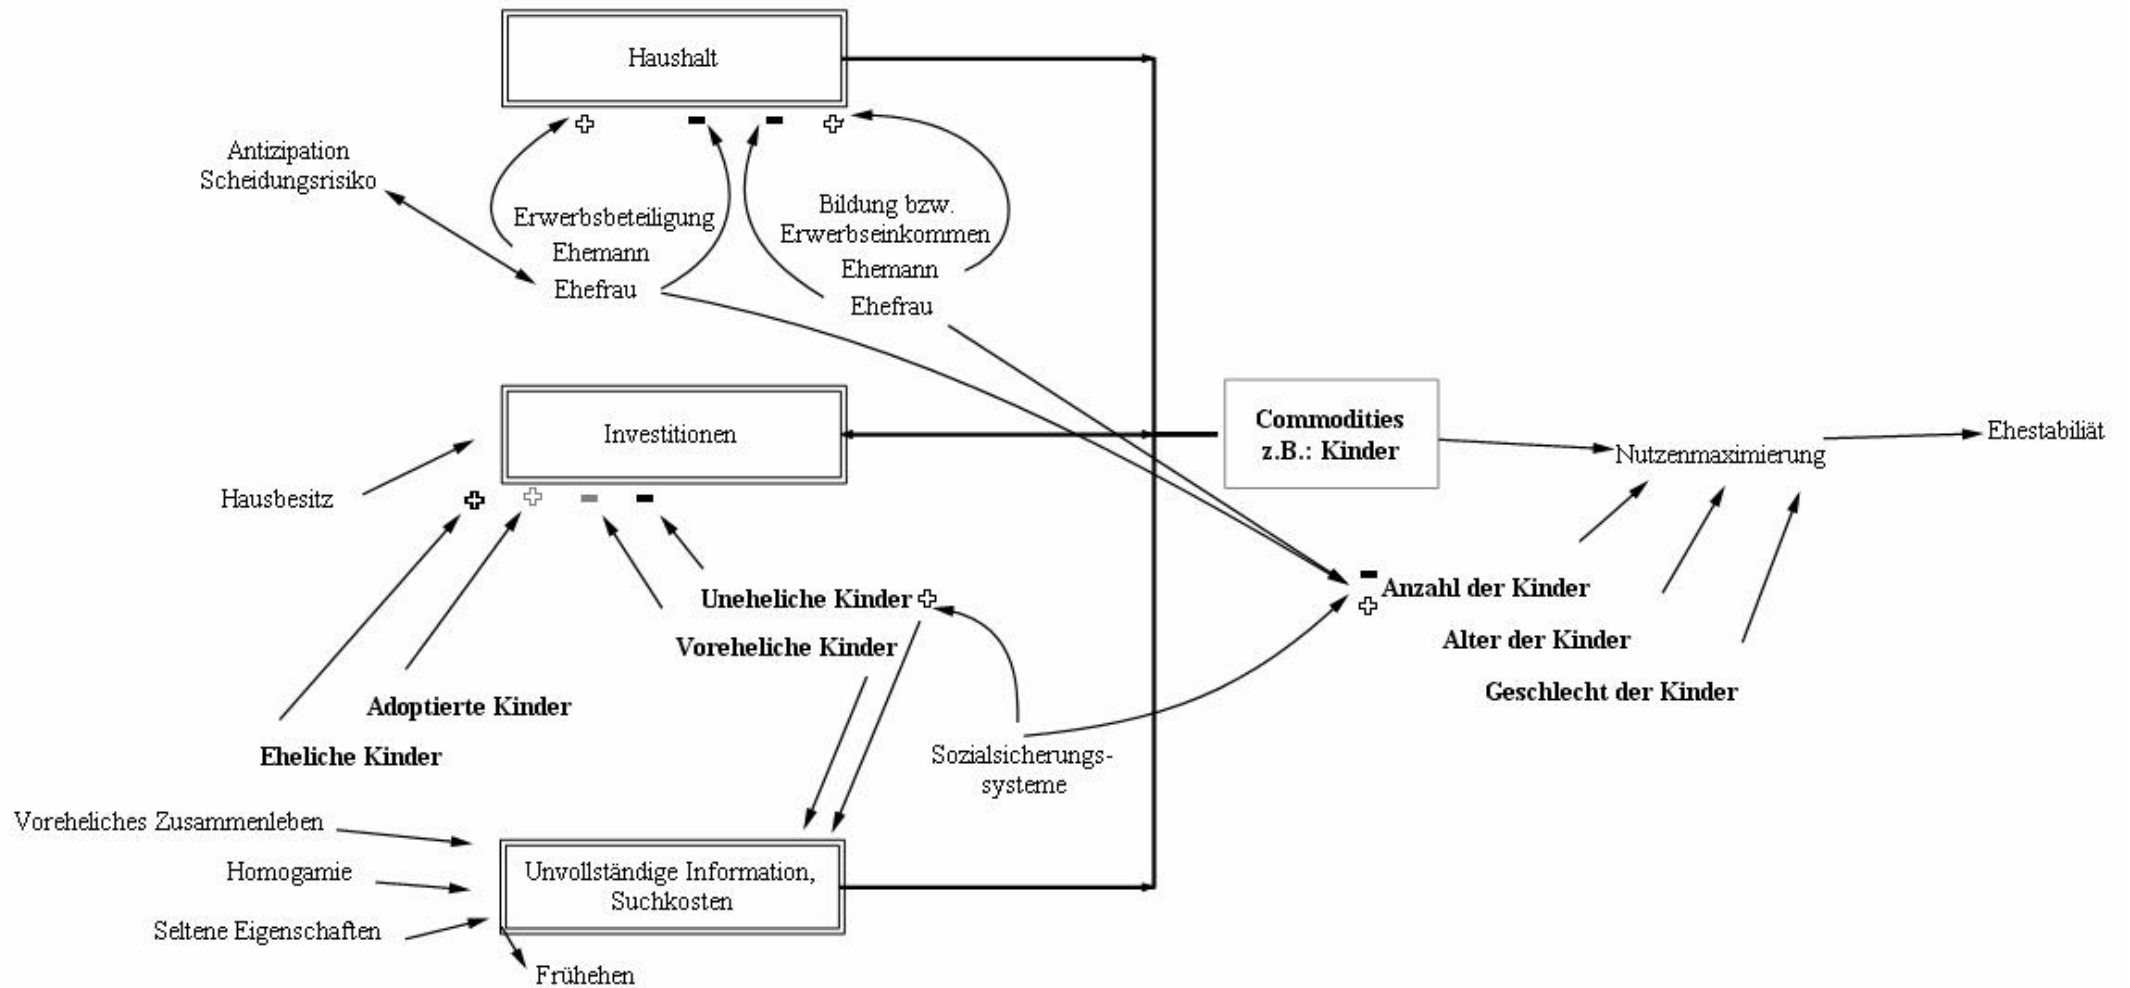 Haushalt
Antizipation
Scheidungsrisiko
Erwerbsbeteiligung
Ehemann
Ehefrau
Bildung bzw.
Erwerbseinkommen
Ehemann
Ehefrau
Investitionen
Hausbesitz
Commodities
z.B.: Kinder
Nutzenmaximierung
Ehestabiliät
Uneheliche Kinder
Voreheliche Kinder
Adoptierte Kinder
Eheliche Kinder
Anzahl der Kinder
Alter der Kinder
Geschlecht der Kinder
Sozialsicherungs-
systeme
Voreheliches Zusammenleben
Homogamie
Seltene Eigenschaften
Unvollständige Information,
Suchkosten
Frühehen